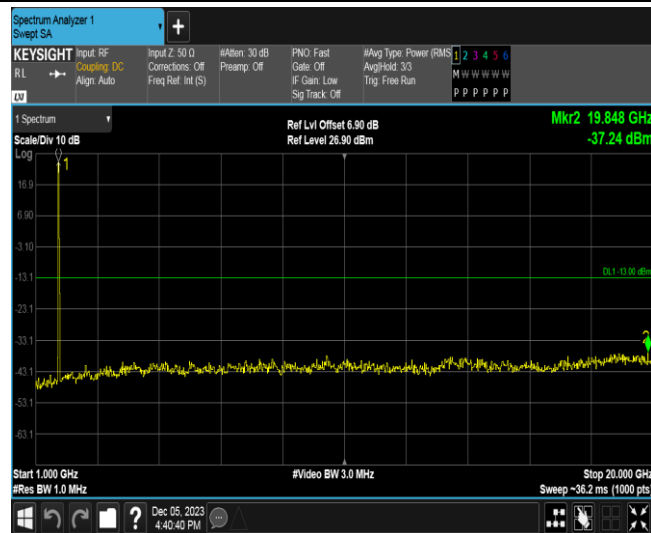 Spectrum Analyzer 1
Swept SA
+
KEYSIGHT
RL
LXI
Input: RF
Coupling: DC
Align: Auto
Input Z: 50 Ω
Corrections: Off
Freq Ref: Int (S)
#Atten: 30 dB
Preamp: Off
PNO: Fast
Gate: Off
IF Gain: Low
Sig Track: Off
#Avg Type: Power (RMS
Avg|Hold: 3/3
Trig: Free Run
1 2 3 4 5 6
M W W W W W
P P P P P P
1 Spectrum
Scale/Div 10 dB
Ref Lvl Offset 6.90 dB
Ref Level 26.90 dBm
Mkr2 19.848 GHz
-37.24 dBm
Log
1
16.9
6.90
-3.10
-13.1
DL1 -13.00 dBm
-23.1
-33.1
2
-43.1
-53.1
-63.1
Start 1.000 GHz
#Res BW 1.0 MHz
#Video BW 3.0 MHz
Stop 20.000 GHz
Sweep ~36.2 ms (1000 pts)
?
Dec 05, 2023
4:40:40 PM